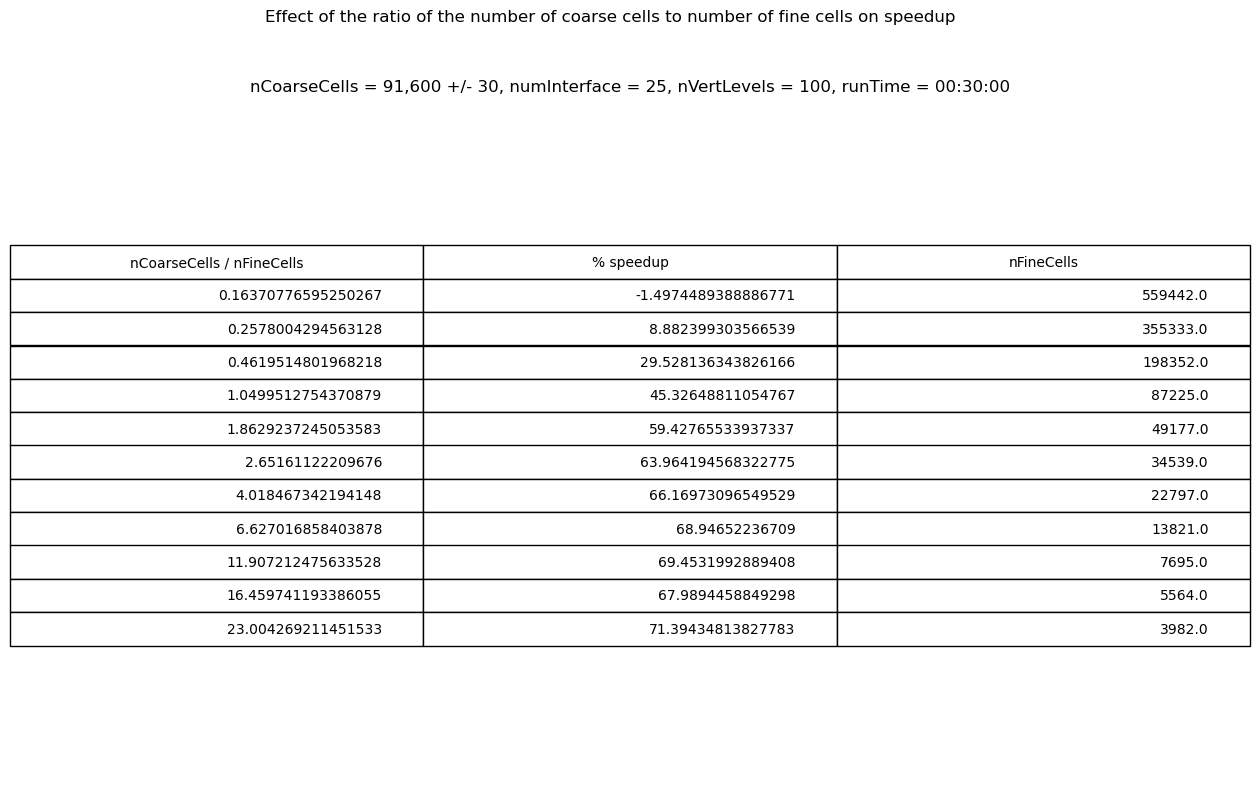 Effect of the ratio of the number of coarse cells to number of fine cells on speedup
nCoarseCells = 91,600 +/- 30, numInterface = 25, nVertLevels = 100, runTime = 00:30:00
nCoarseCells / nFineCells % speedup nFineCells
0.16370776595250267 -1.4974489388886771 559442.0
0.2578004294563128 8.882399303566539 355333.0
0.4619514801968218 29.528136343826166 198352.0
1.0499512754370879 45.32648811054767 87225.0
1.8629237245053583 59.42765533937337 49177.0
2.65161122209676 63.964194568322775 34539.0
4.018467342194148 66.16973096549529 22797.0
6.627016858403878 68.94652236709 13821.0
11.907212475633528 69.4531992889408 7695.0
16.459741193386055 67.9894458849298 5564.0
23.004269211451533 71.39434813827783 3982.0